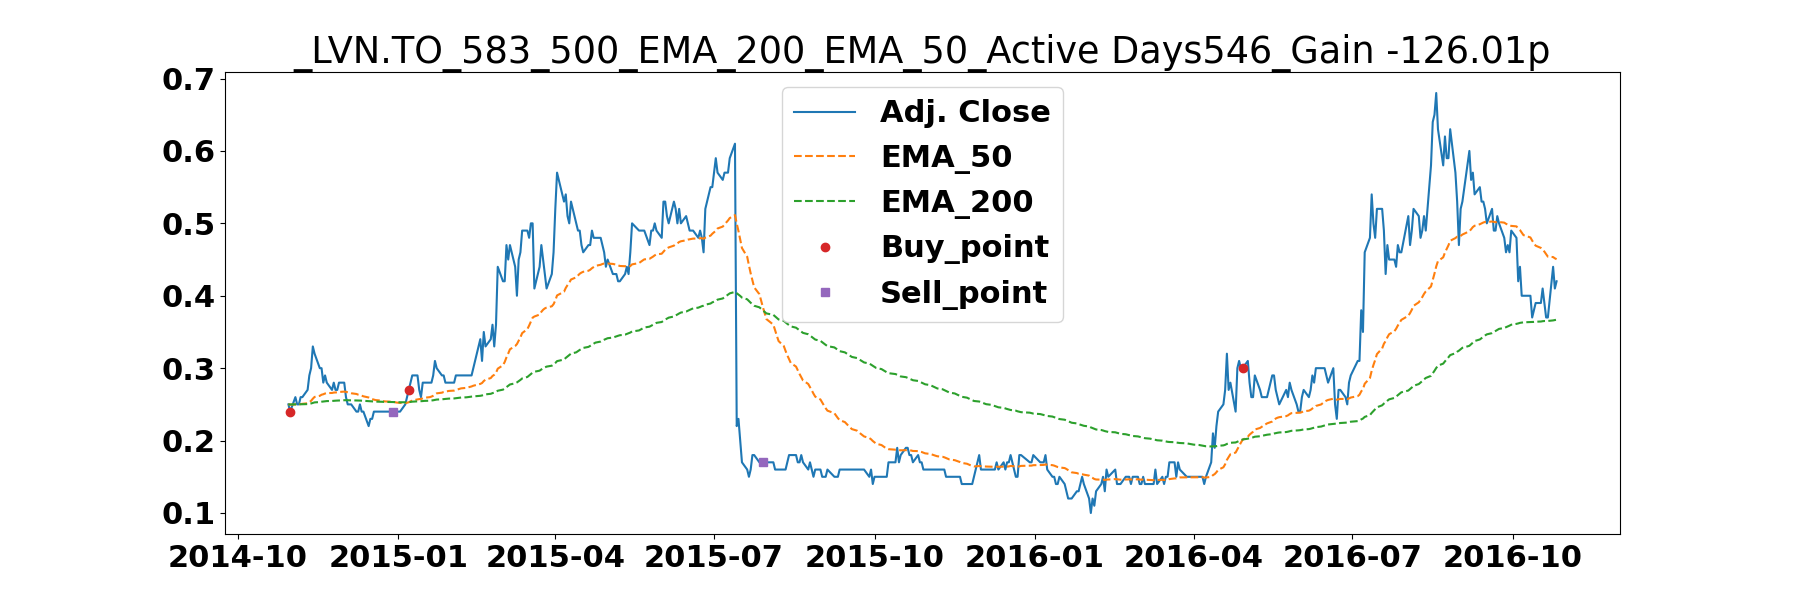 _LVN.TO_583_500_EMA_200_EMA_50_Active Days546_Gain -126.01p
0.7
0.6
0.5
0.4
0.3
0.2
0.1
Adj. Close
EMA_50
EMA_200
Buy_point
Sell_point
2014-10 2015-01 2015-04 2015-07 2015-10 2016-01 2016-04 2016-07 2016-10